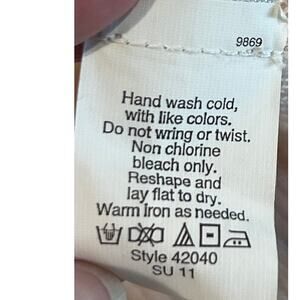 9869
Hand wash cold,
with like colors.
Do not wring or twist.
Non chlorine
bleach only.
Reshape and
lay flat to dry.
Warm Iron as needed.
Style 42040
SU 11